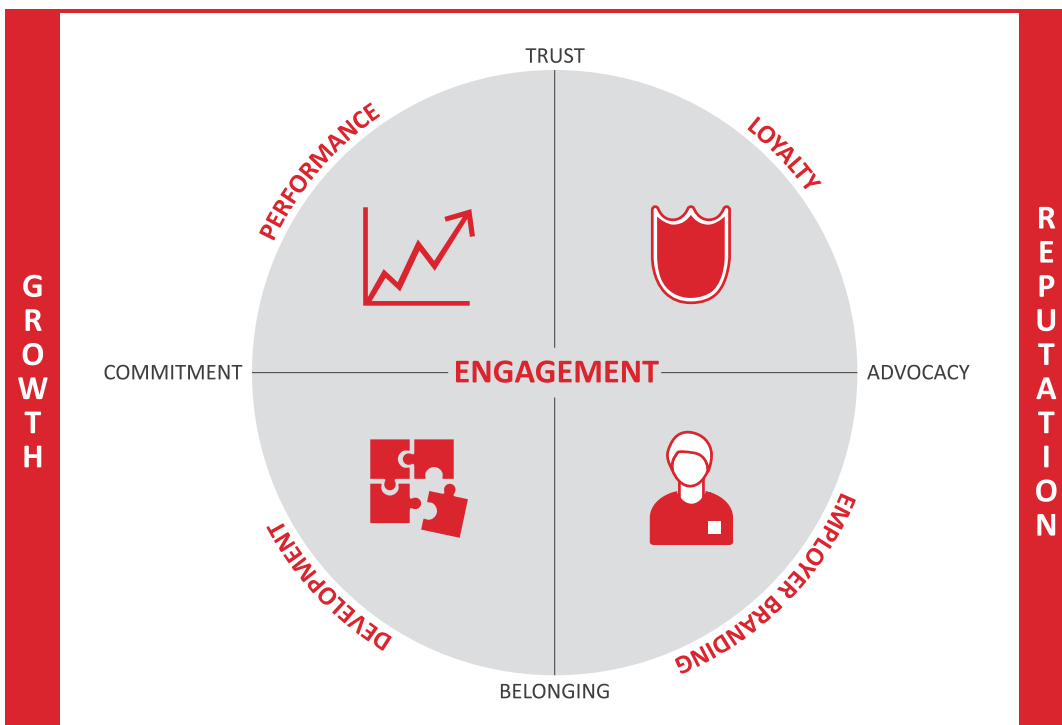 TRUST
PERFORMANCE
LOYALTY
GROWTH
REPUTATION
COMMITMENT
ENGAGEMENT
ADVOCACY
DEVELOPMENT
EMPLOYER BRANDING
BELONGING